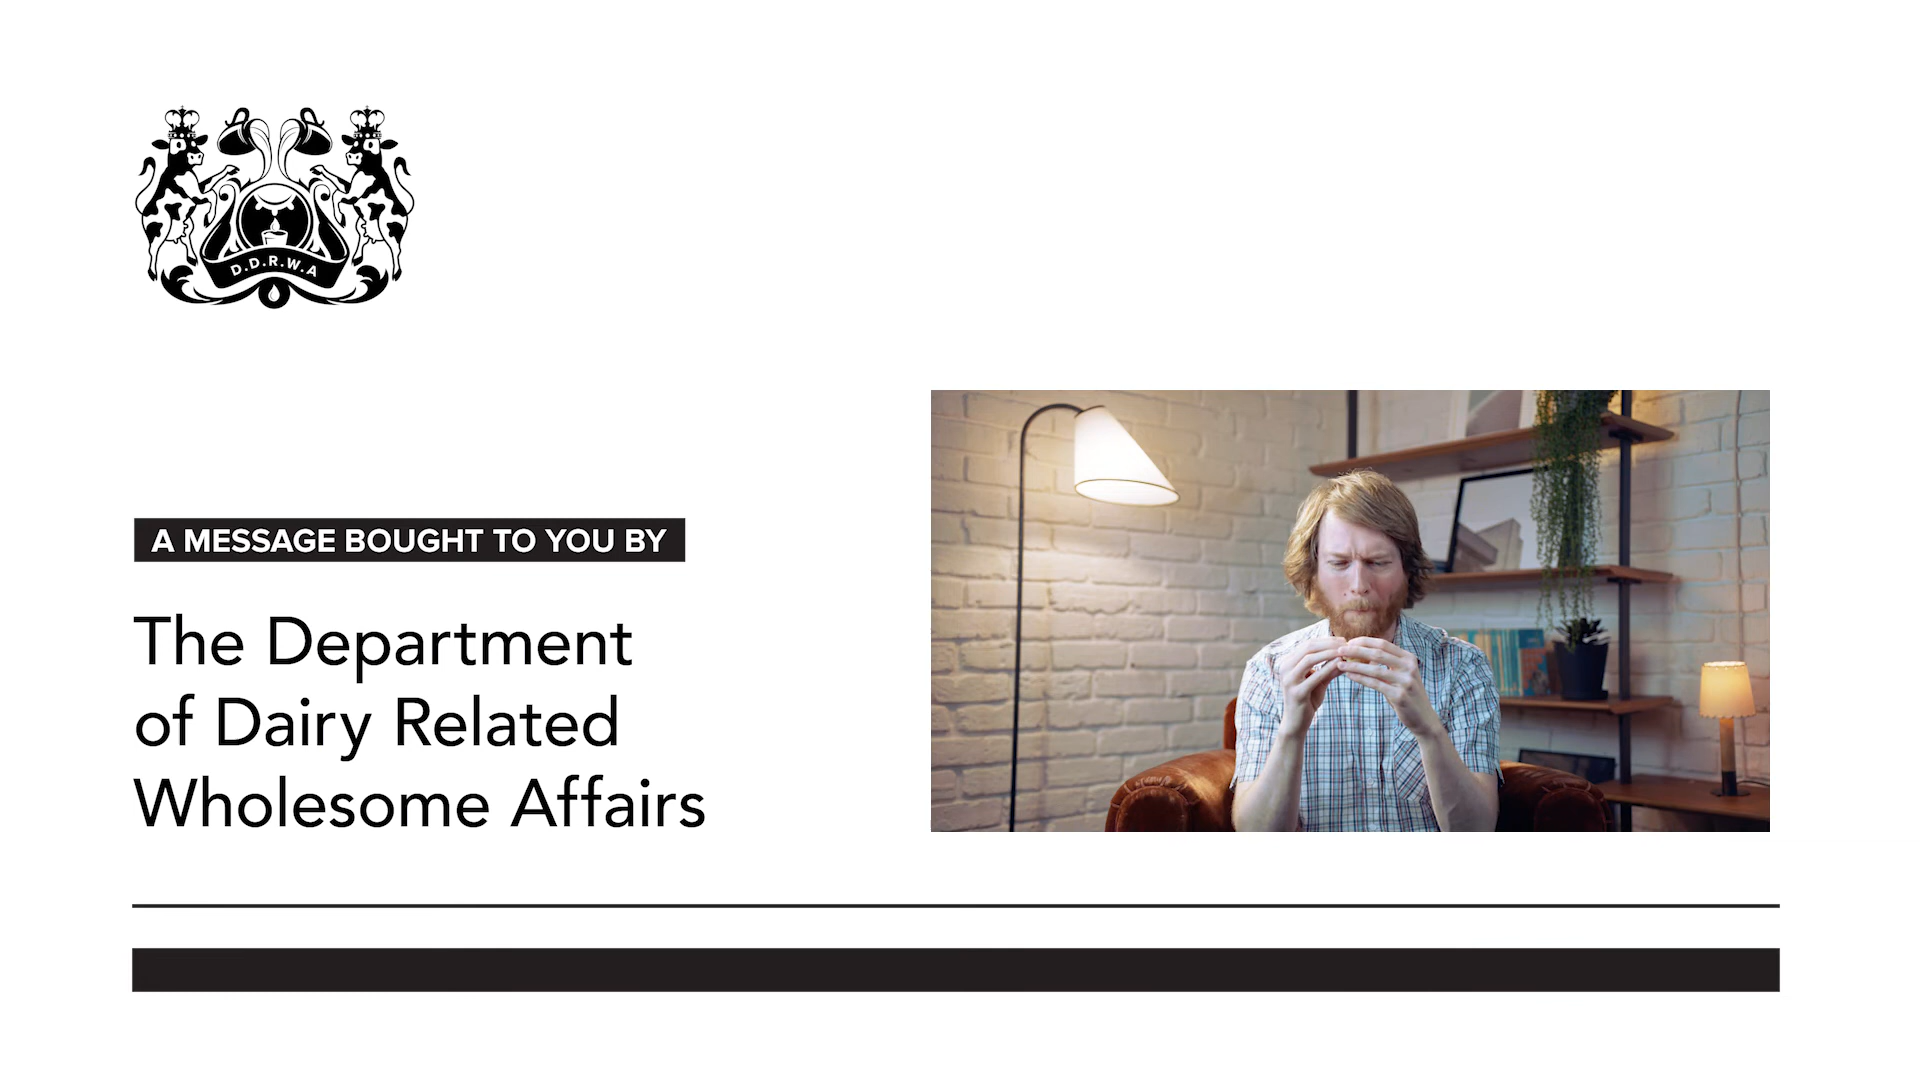 D.D.R.W.A
A MESSAGE BOUGHT TO YOU BY
The Department
of Dairy Related
Wholesome Affairs